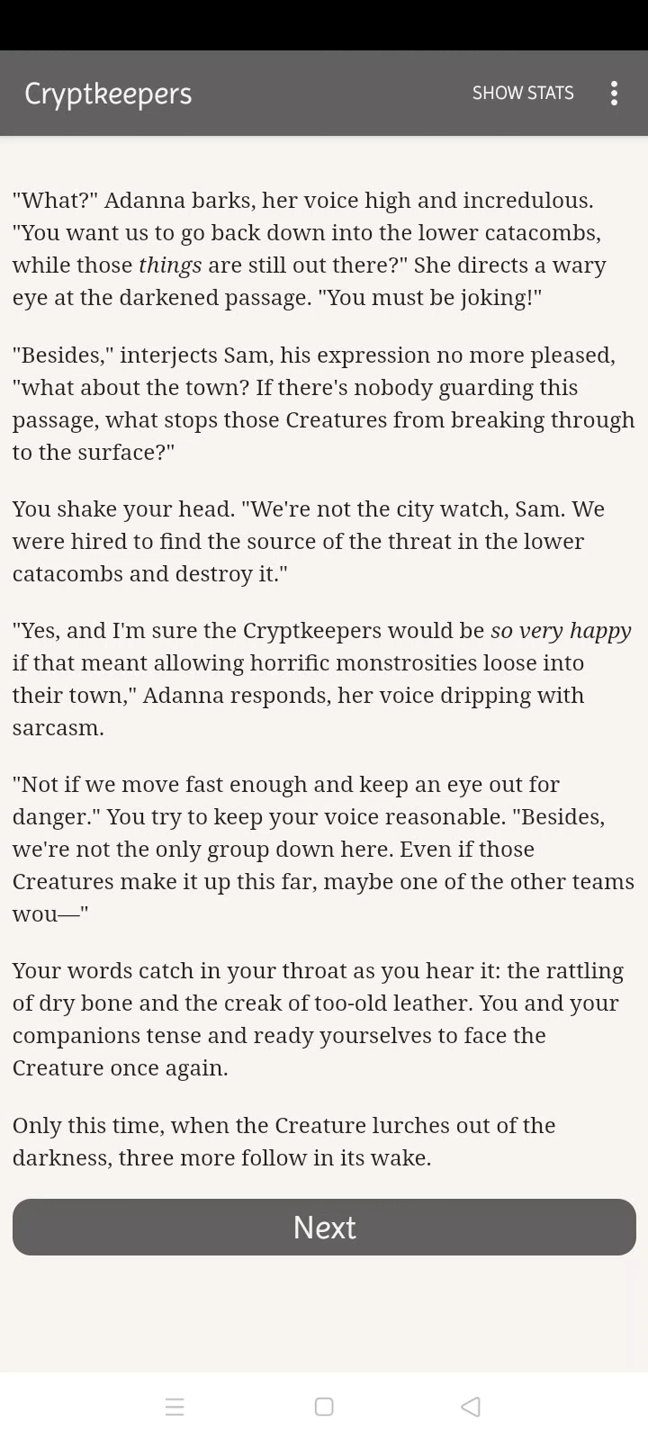 Cryptkeepers
SHOW STATS
"What?" Adanna barks, her voice high and incredulous.
"You want us to go back down into the lower catacombs,
while those things are still out there?" She directs a wary
eye at the darkened passage. "You must be joking!"
"Besides," interjects Sam, his expression no more pleased,
"what about the town? If there's nobody guarding this
passage, what stops those Creatures from breaking through
to the surface?"
You shake your head. "We're not the city watch, Sam. We
were hired to find the source of the threat in the lower
catacombs and destroy it."
"Yes, and I'm sure the Cryptkeepers would be so very happy
if that meant allowing horrific monstrosities loose into
their town," Adanna responds, her voice dripping with
sarcasm.
"Not if we move fast enough and keep an eye out for
danger." You try to keep your voice reasonable. "Besides,
we're not the only group down here. Even if those
Creatures make it up this far, maybe one of the other teams
wou—"
Your words catch in your throat as you hear it: the rattling
of dry bone and the creak of too-old leather. You and your
companions tense and ready yourselves to face the
Creature once again.
Only this time, when the Creature lurches out of the
darkness, three more follow in its wake.
Next